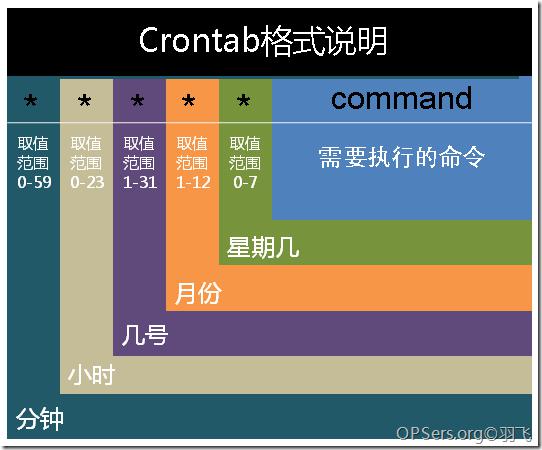 Crontab格式说明
* * * * * command
取值
范围
0-59
取值
范围
0-23
取值
范围
1-31
取值
范围
1-12
取值
范围
0-7
需要执行的命令
星期几
月份
几号
小时
分钟
OPSers.org©羽飞